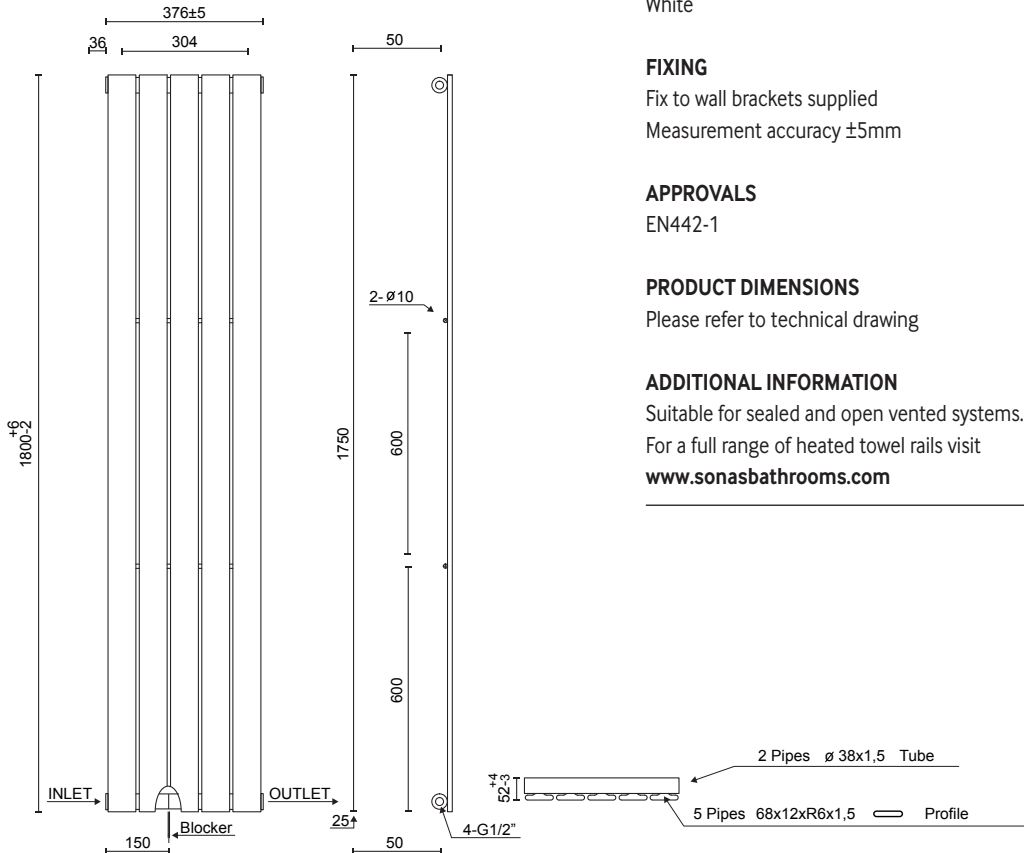 376±5
36
304
50
1800 +6 -2
1750
2- ø10
600
600
INLET
OUTLET
Blocker
150
25
50
4-G1/2”
52 +4 -3
2 Pipes ø 38x1,5 Tube
5 Pipes 68x12xR6x1,5 Profile
White
FIXING
Fix to wall brackets supplied
Measurement accuracy ±5mm
APPROVALS
EN442-1
PRODUCT DIMENSIONS
Please refer to technical drawing
ADDITIONAL INFORMATION
Suitable for sealed and open vented systems.
For a full range of heated towel rails visit
www.sonasbathrooms.com